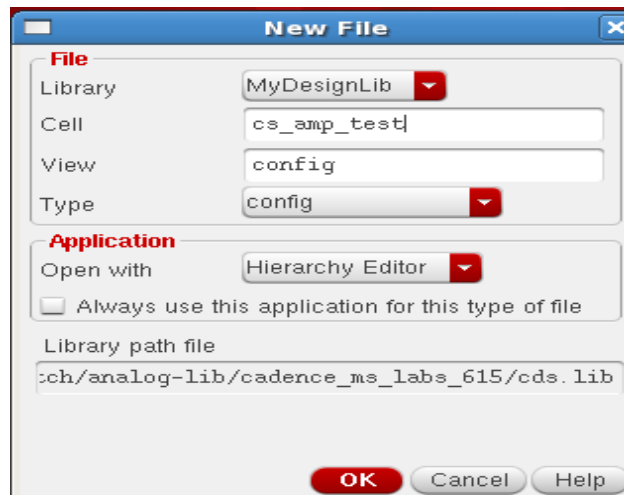 New File
File
Library MyDesignLib
Cell cs_amp_test
View config
Type config
Application
Open with Hierarchy Editor
Always use this application for this type of file
Library path file
:ch/analog-lib/cadence_ms_labs_615/cds.lib
OK Cancel Help